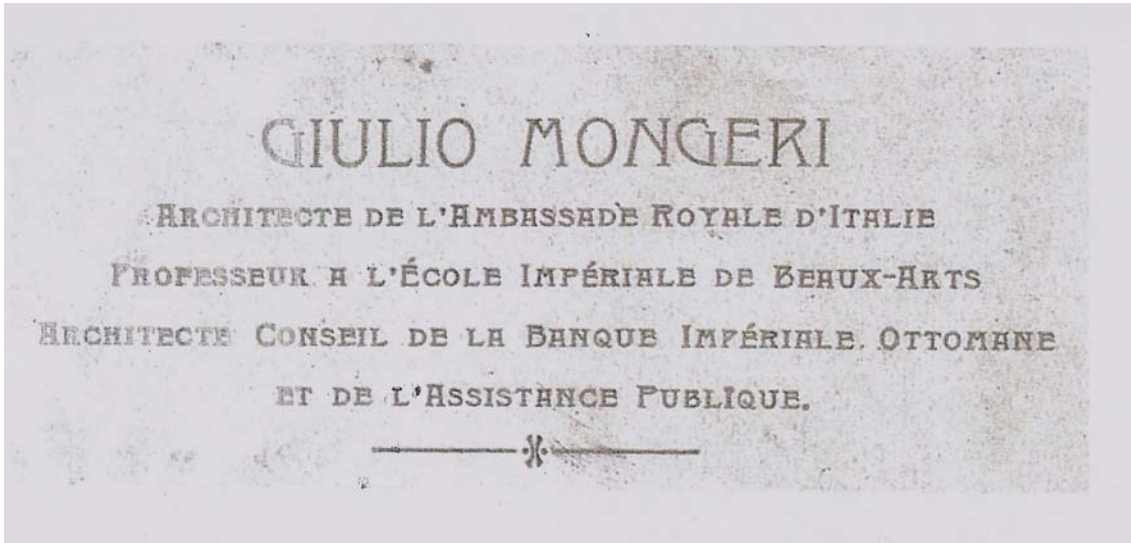 GIULIO MONGERI
ARCHITECTE DE L'AMBASSADE ROYALE D'ITALIE
PROFESSEUR A L'ÉCOLE IMPÉRIALE DE BEAUX-ARTS
ARCHITECTE CONSEIL DE LA BANQUE IMPÉRIALE OTTOMANE
ET DE L'ASSISTANCE PUBLIQUE.